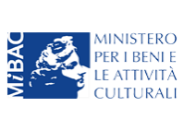 MiBAC
MINISTERO
PER I BENI E
LE ATTIVITÀ
CULTURALI